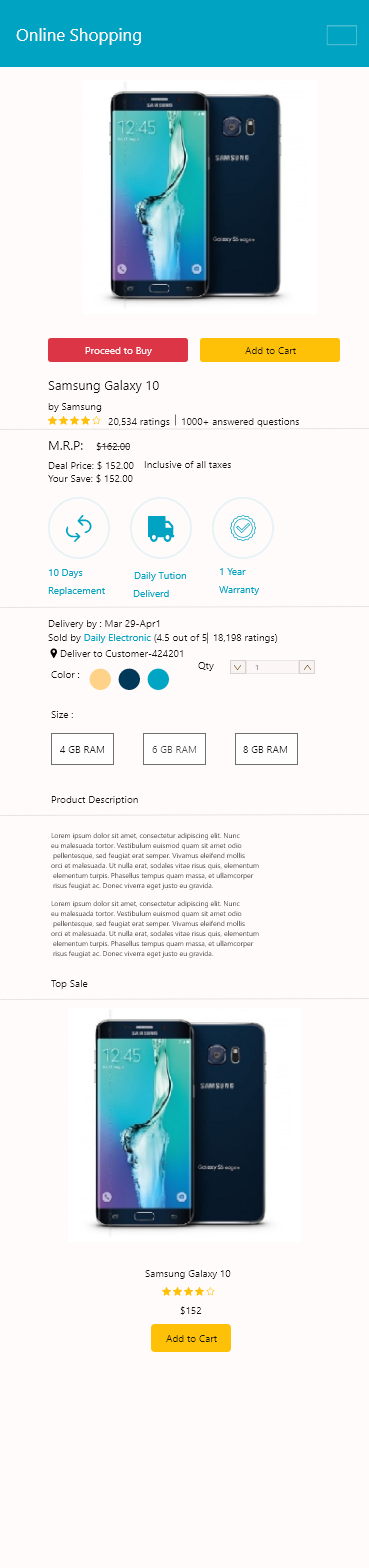 Online Shopping
SAMSUNG
12:45
SAMSUNG
Galaxy S6 edge+
Proceed to Buy
Add to Cart
Samsung Galaxy 10
by Samsung
20,534 ratings | 1000+ answered questions
M.R.P: $162.00
Deal Price: $ 152.00 Inclusive of all taxes
Your Save: $ 152.00
10 Days
Replacement
Daily Tution
Deliverd
1 Year
Warranty
Delivery by : Mar 29-Apr1
Sold by Daily Electronic (4.5 out of 5| 18,198 ratings)
Deliver to Customer-424201
Qty
1
Color :
Size :
4 GB RAM
6 GB RAM
8 GB RAM
Product Description
Lorem ipsum dolor sit amet, consectetur adipiscing elit. Nunc
eu malesuada tortor. Vestibulum euismod quam sit amet odio
pellentesque, sed feugiat erat semper. Vivamus eleifend mollis
orci et malesuada. Ut nulla erat, sodales vitae risus quis, elementum
elementum turpis. Phasellus tempus quam massa, et ullamcorper
risus feugiat ac. Donec viverra eget justo eu gravida.
Lorem ipsum dolor sit amet, consectetur adipiscing elit. Nunc
eu malesuada tortor. Vestibulum euismod quam sit amet odio
pellentesque, sed feugiat erat semper. Vivamus eleifend mollis
orci et malesuada. Ut nulla erat, sodales vitae risus quis, elementum
elementum turpis. Phasellus tempus quam massa, et ullamcorper
risus feugiat ac. Donec viverra eget justo eu gravida.
Top Sale
SAMSUNG
12:45
SAMSUNG
Galaxy S6 edge+
Samsung Galaxy 10
$152
Add to Cart